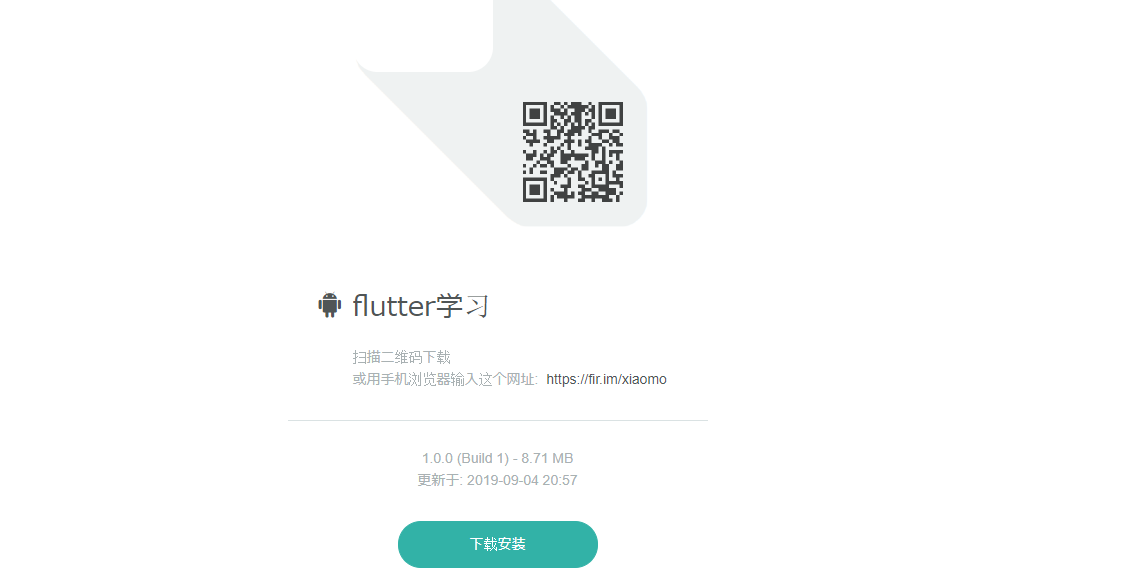 flutter学习
扫描二维码下载
或用手机浏览器输入这个网址: https://fir.im/xiaomo
1.0.0 (Build 1) - 8.71 MB
更新于: 2019-09-04 20:57
下载安装